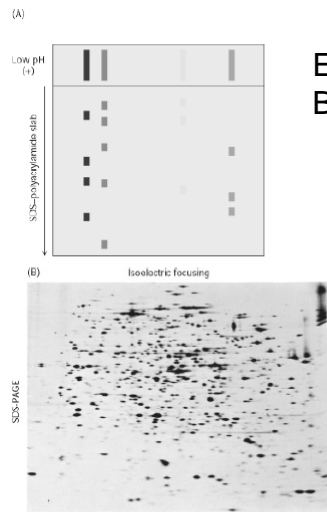 (A)
Low pH
(+)
E
B
SDS–polyacrylamide slab
(B)
Isoelectric focusing
SDS-PAGE